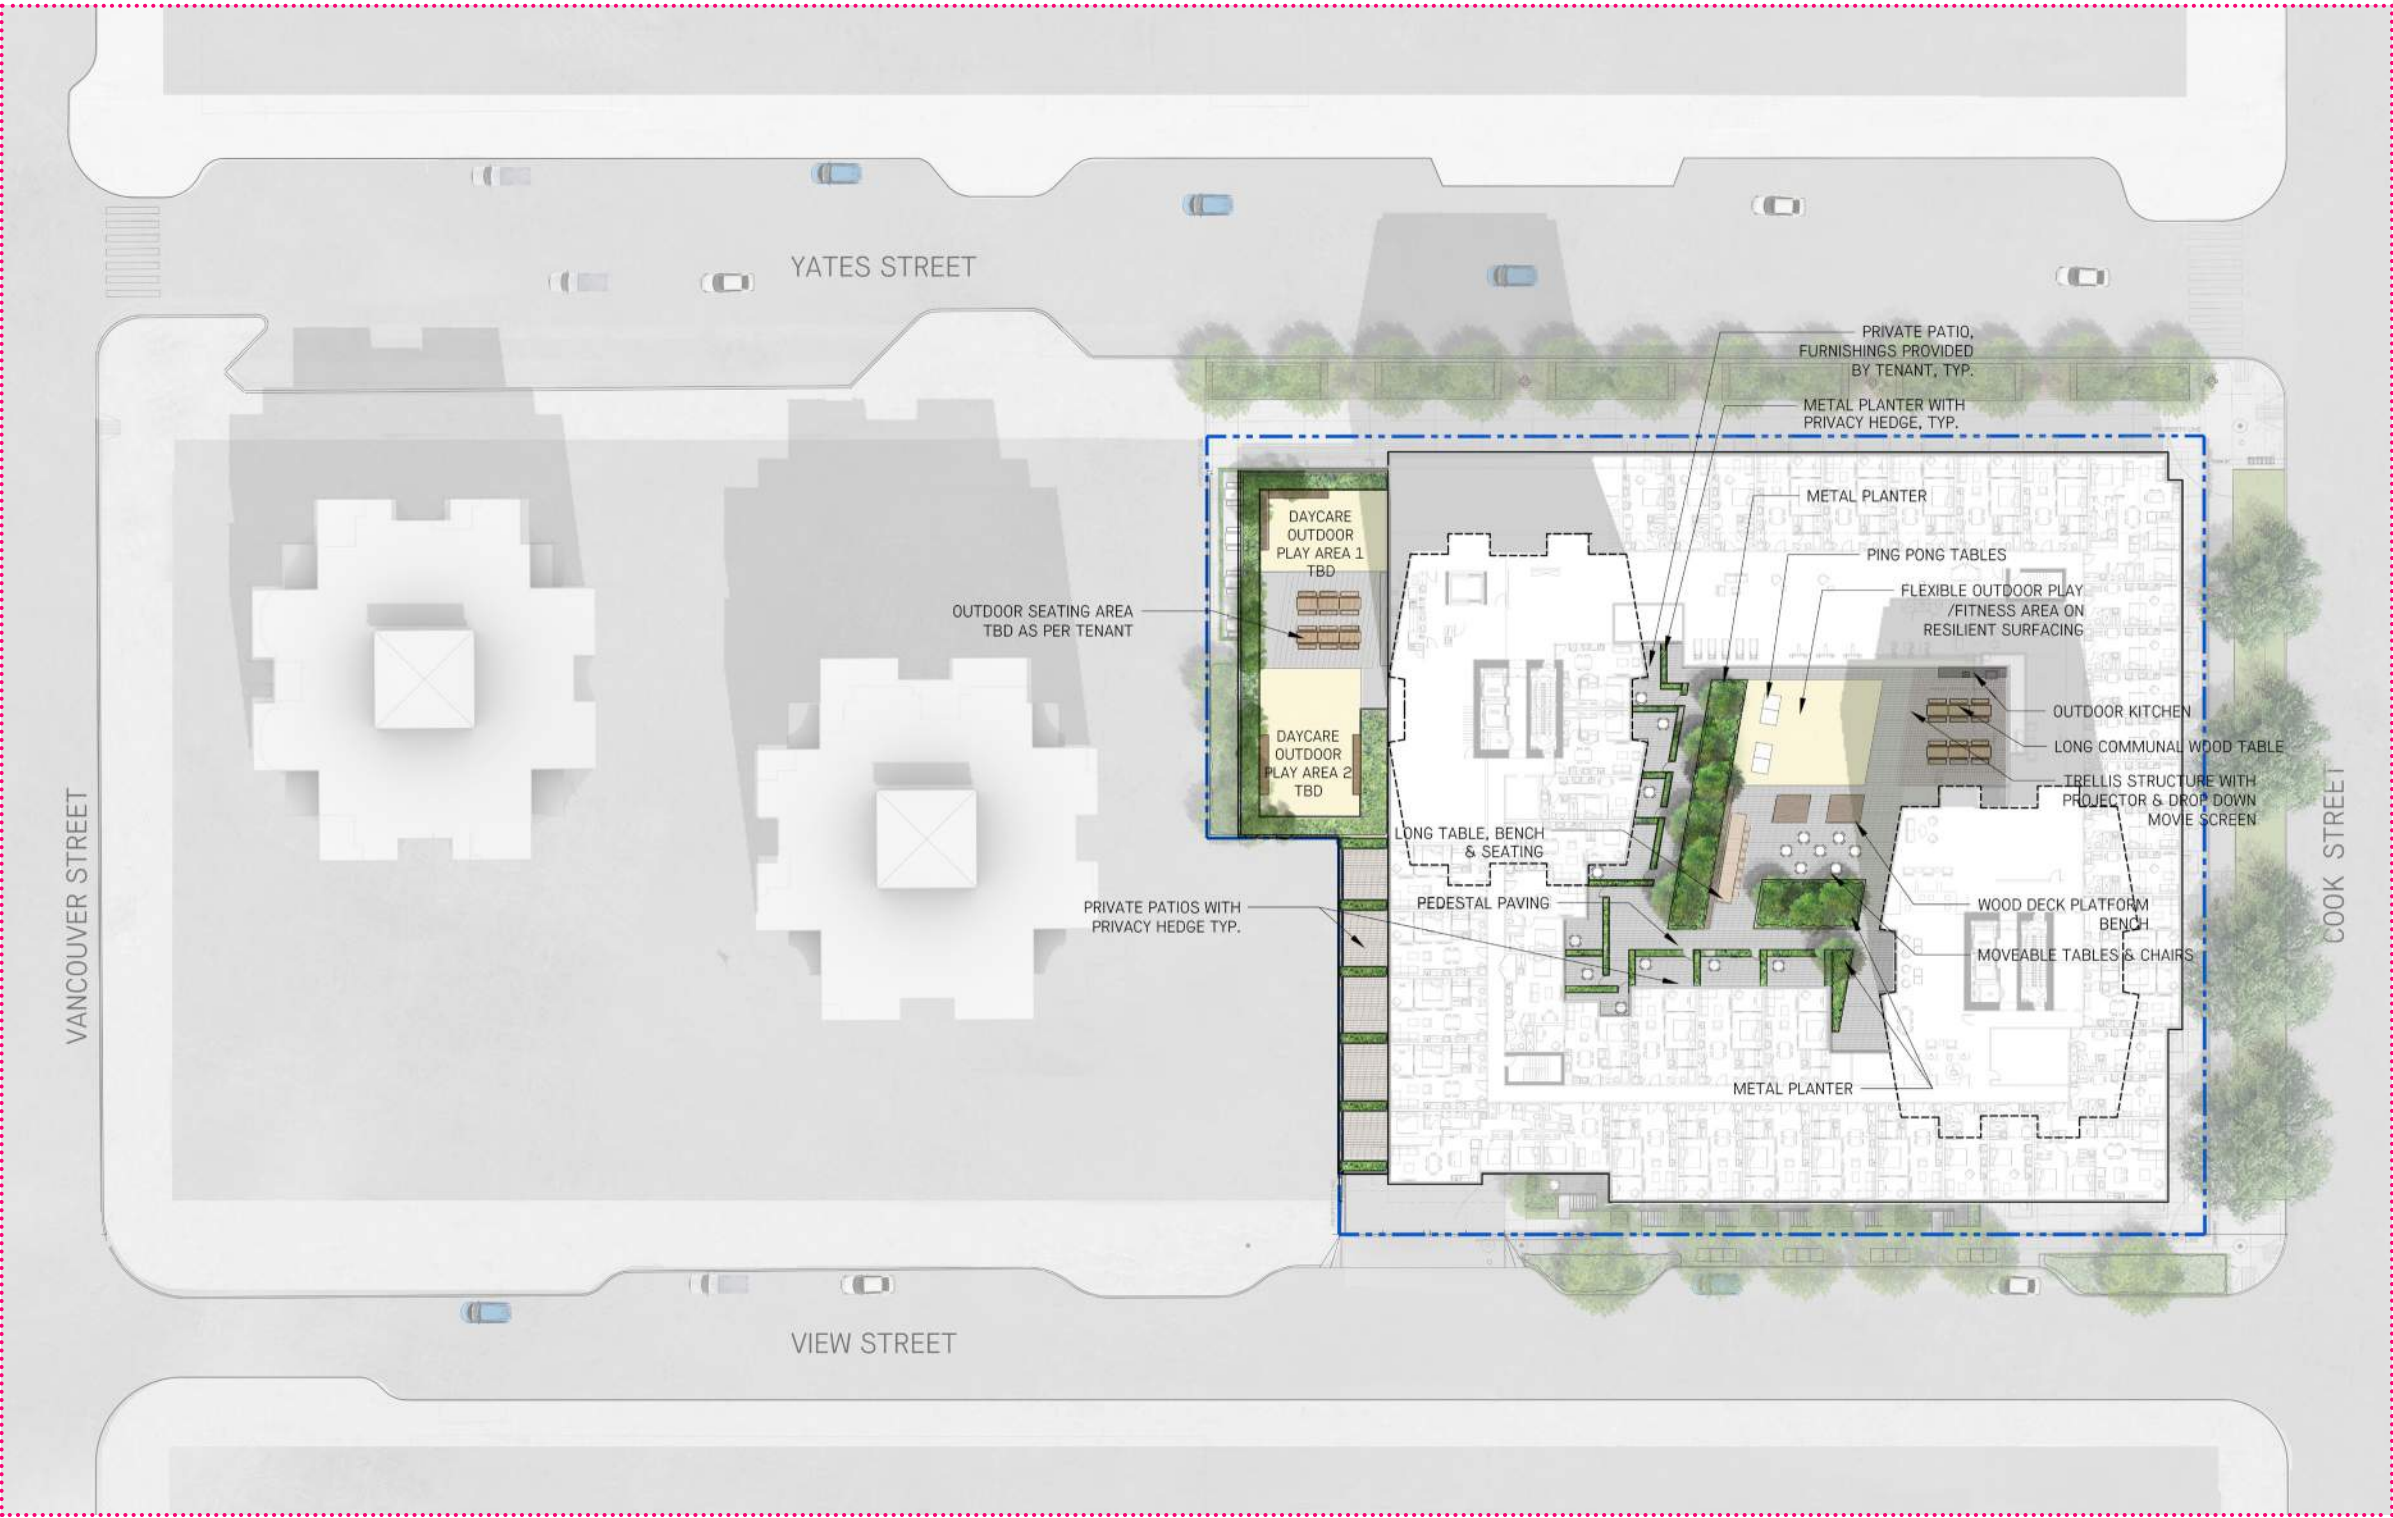 YATES STREET
PRIVATE PATIO,
FURNISHINGS PROVIDED
BY TENANT, TYP.
METAL PLANTER WITH
PRIVACY HEDGE, TYP.
METAL PLANTER
DAYCARE
OUTDOOR
PLAY AREA 1
TBD
PING PONG TABLES
FLEXIBLE OUTDOOR PLAY
/FITNESS AREA ON
RESILIENT SURFACING
OUTDOOR SEATING AREA
TBD AS PER TENANT
OUTDOOR KITCHEN
LONG COMMUNAL WOOD TABLE
DAYCARE
OUTDOOR
PLAY AREA 2
TBD
TRELLIS STRUCTURE WITH
PROJECTOR & DROP DOWN
MOVIE SCREEN
LONG TABLE, BENCH
& SEATING
PEDESTAL PAVING
PRIVATE PATIOS WITH
PRIVACY HEDGE TYP.
WOOD DECK PLATFORM
BENCH
MOVEABLE TABLES & CHAIRS
METAL PLANTER
VANCOUVER STREET
COOK STREET
VIEW STREET